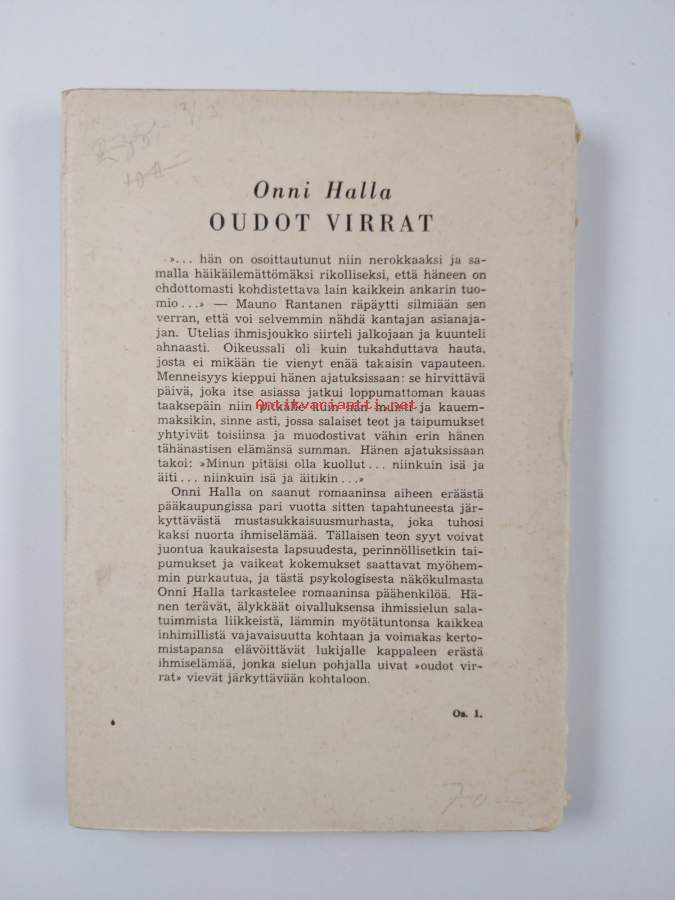 Onni Halla
OUDOT VIRRAT
»... hän on osoittautunut niin nerokkaaksi ja sa-
malla häikäilemättömäksi rikolliseksi, että häneen on
ehdottomasti kohdistettava lain kaikkein ankarin tuo-
mio...» — Mauno Rantanen räpäytti silmiään sen
verran, että voi selvemmin nähdä kantajan asianaja-
jan. Utelias ihmisjoukko siirteli jalkojaan ja kuunteli
ahnaasti. Oikeussali oli kuin tukahduttava hauta,
josta ei mikään tie vienyt enää takaisin vapauteen.
Menneisyys kieppui hänen ajatuksissaan: se hirvittävä
päivä, joka itse asiassa jatkui loppumattoman kauas
taaksepäin niin ja kauem-
Antikvariaatti.net
maksikin, sinne asti, jossa salaiset teot ja taipumukset
yhtyivät toisiinsa ja muodostivat vähin erin hänen
tähänastisen elämänsä summan. Hänen ajatuksissaan
takoi: »Minun pitäisi olla kuollut... niinkuin isä ja
äiti... niinkuin isä ja äitikin...»
Onni Halla on saanut romaaninsa aiheen eräästä
pääkaupungissa pari vuotta sitten tapahtuneesta jär-
kyttävästä mustasukkaisuusmurhasta, joka tuhosi
kaksi nuorta ihmiselämää. Tällaisen teon syyt voivat
juontua kaukaisesta lapsuudesta, perinnöllisetkin tai-
pumukset ja vaikeat kokemukset saattavat myöhem-
min purkautua, ja tästä psykologisesta näkökulmasta
Onni Halla tarkastelee romaaninsa päähenkilöä. Hä-
nen terävät, älykkäät oivalluksensa ihmissielun sala-
tuimmista liikkeistä, lämmin myötätuntonsa kaikkea
inhimillistä vajavaisuutta kohtaan ja voimakas kerto-
mistapansa elävöittävät lukijalle kappaleen erästä
ihmiselämää, jonka sielun pohjalla uivat »oudot vir-
rat» vievät järkyttävään kohtaloon.
Os. 1.